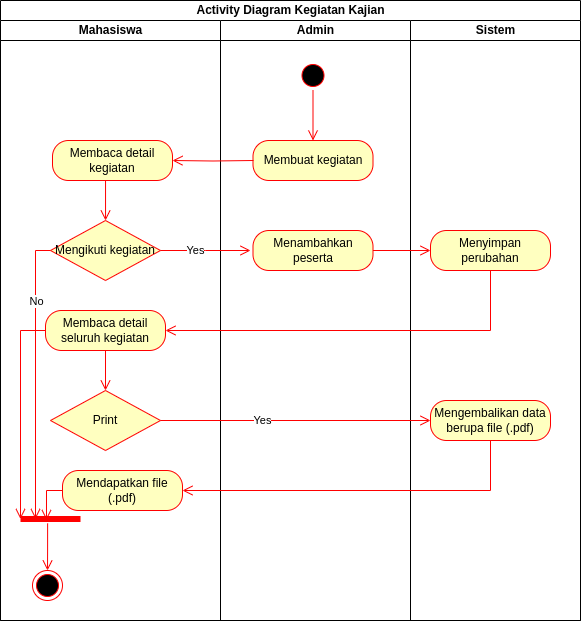 Activity Diagram Kegiatan Kajian
Mahasiswa
Admin
Sistem
Membaca detail
kegiatan
Membuat kegiatan
Mengikuti kegiatan
Yes
Menambahkan
peserta
Menyimpan
perubahan
No
Membaca detail
seluruh kegiatan
Print
Yes
Mengembalikan data
berupa file (.pdf)
Mendapatkan file
(.pdf)